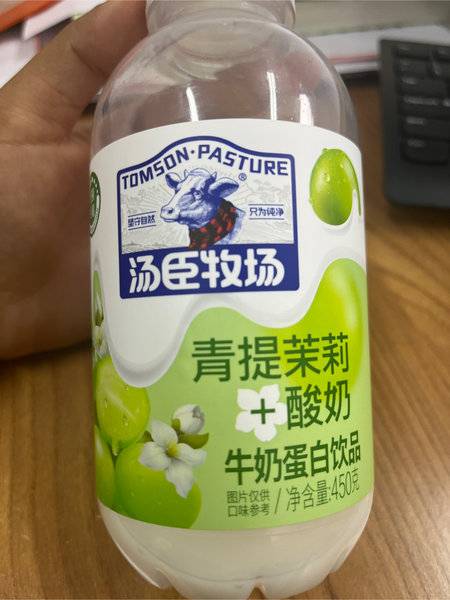 TOMSON·PASTURE
®
坚守自然
只为纯净
汤臣牧场
青提茉莉
+酸奶
牛奶蛋白饮品
图片仅供
口味参考
/净含量:450克